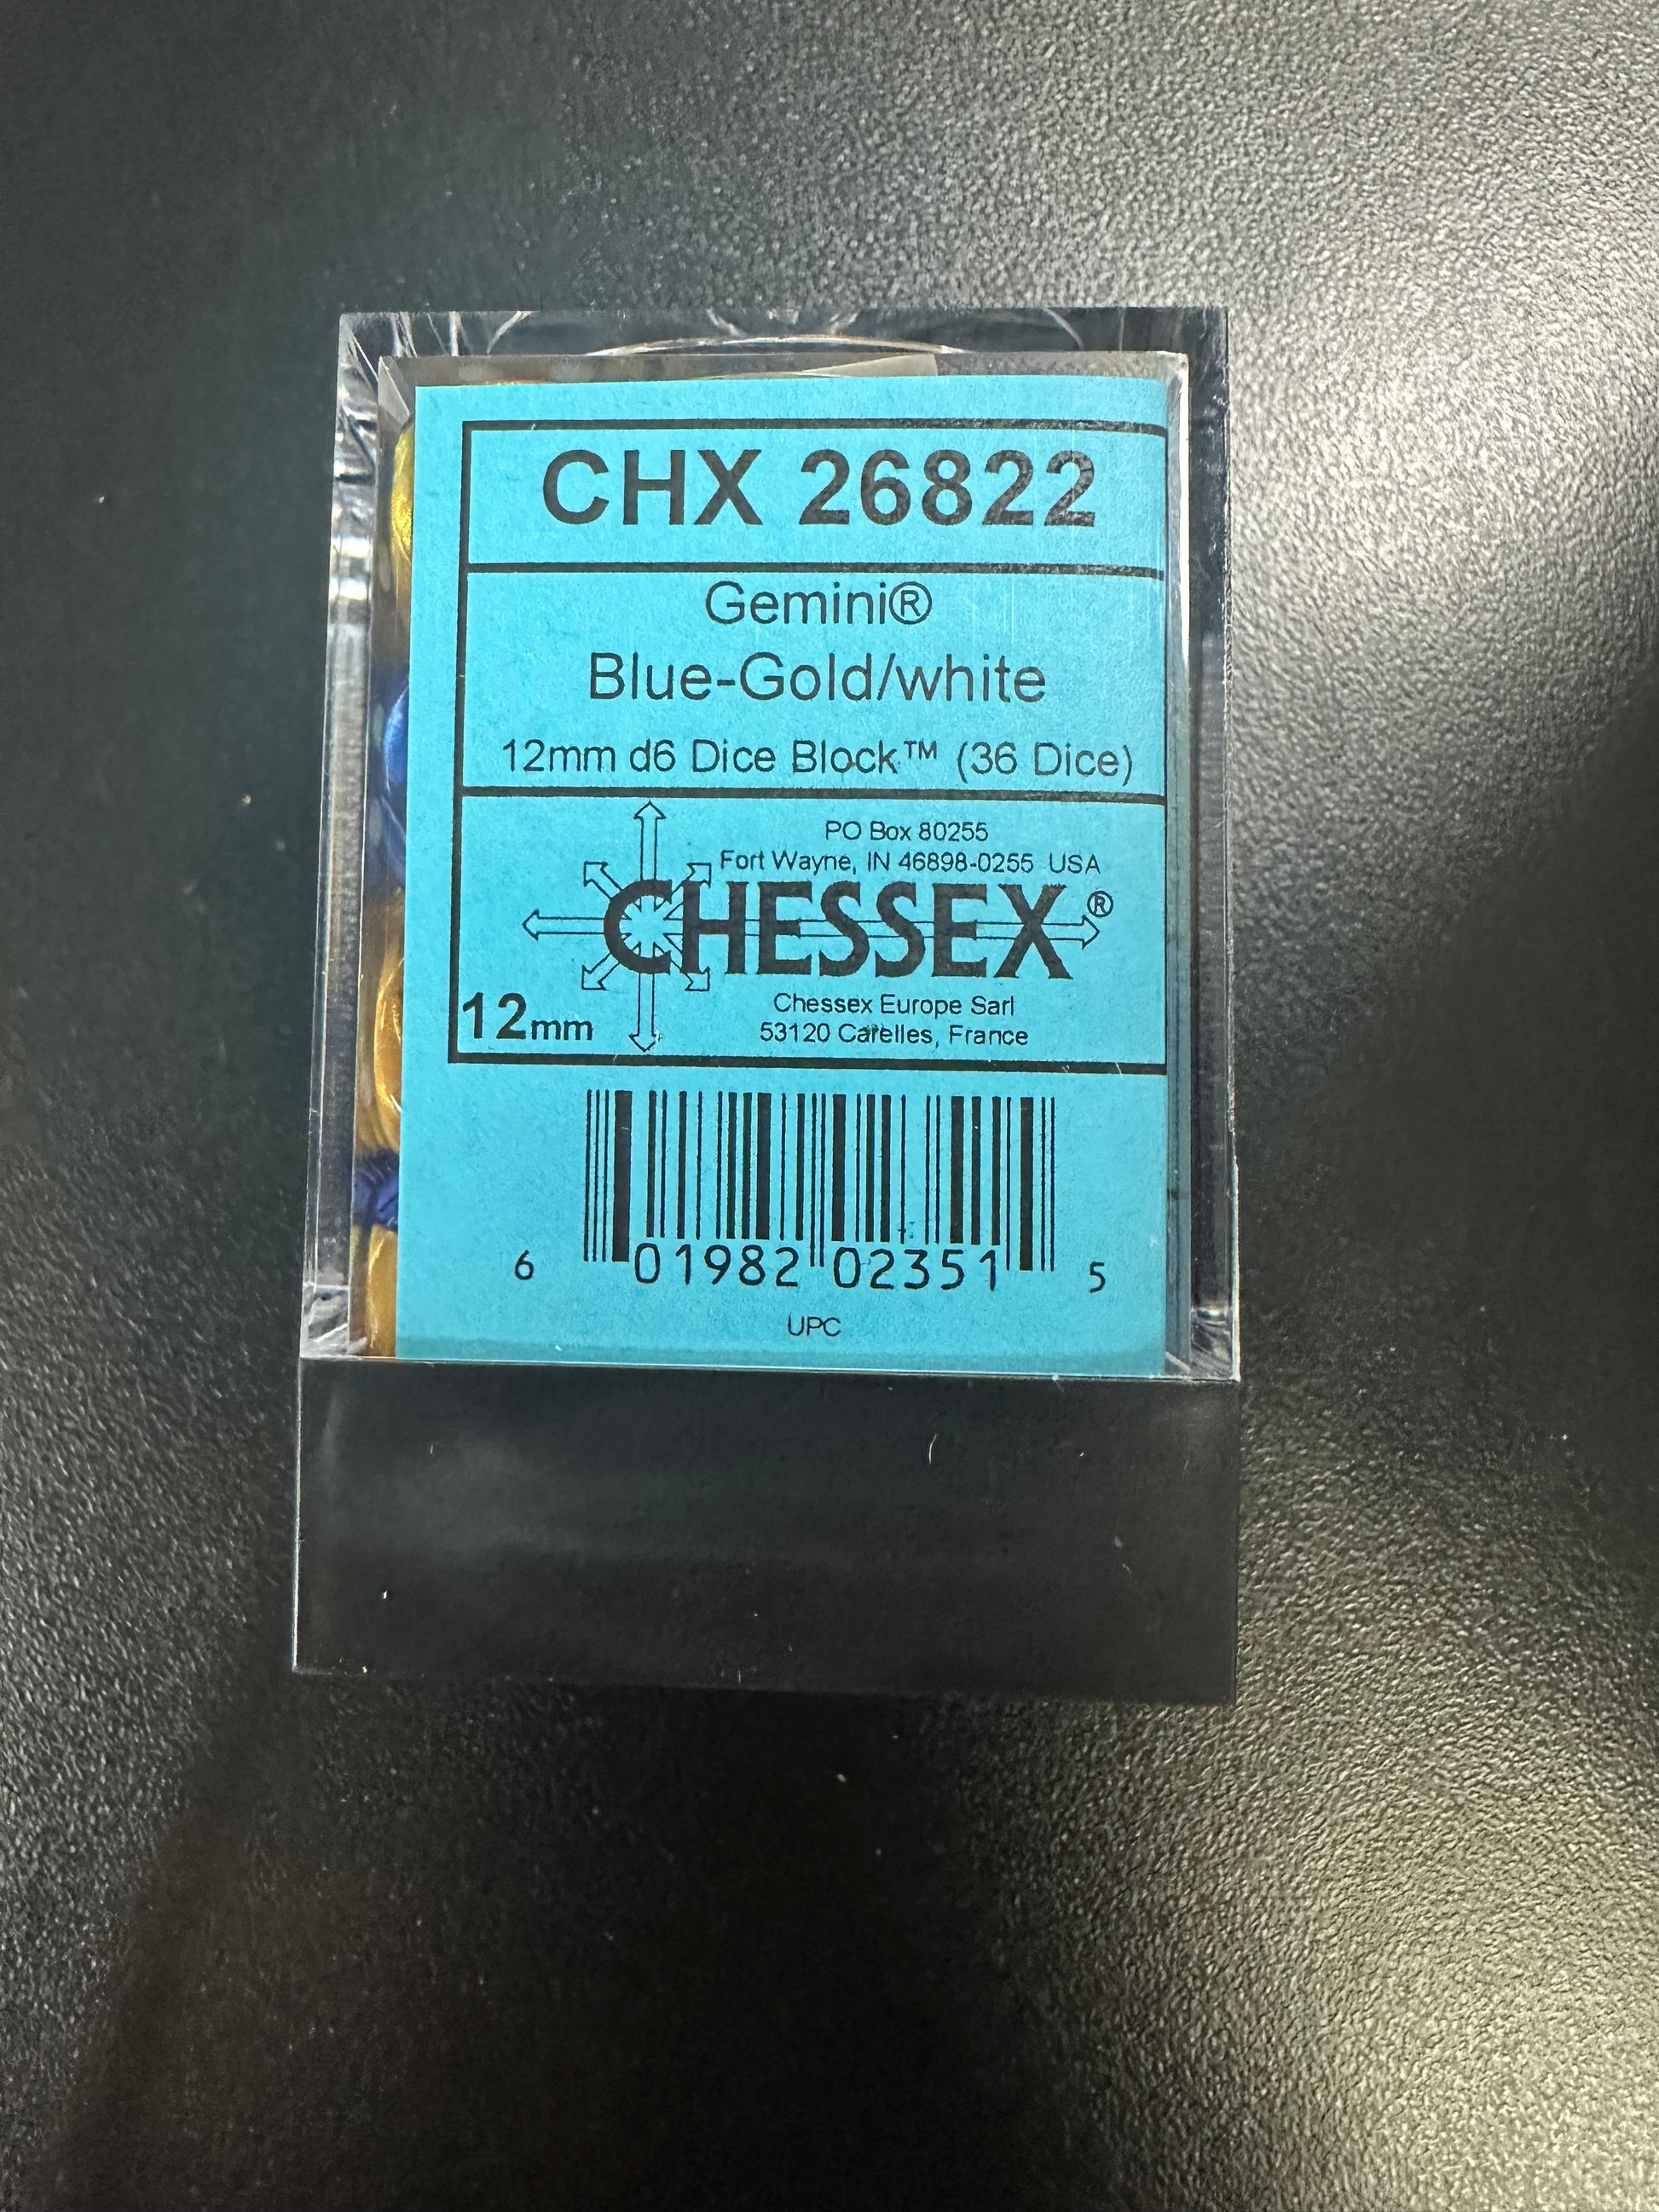 CHX 26822
Gemini®
Blue-Gold/white
12mm d6 Dice Block™ (36 Dice)
PO Box 80255
Fort Wayne, IN 46898-0255 USA
CHESSEX®
Chessex Europe Sarl
53120 Carelles, France
12mm
6 01982 02351 5
UPC